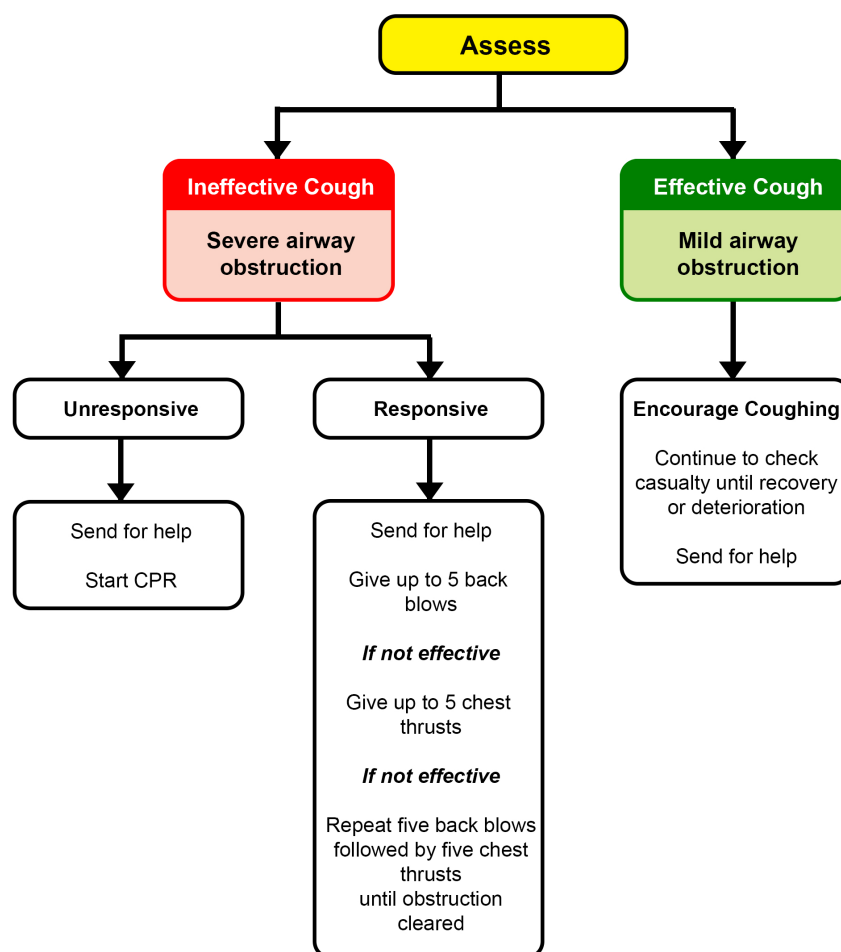 Assess
Ineffective Cough
Severe airway
obstruction
Effective Cough
Mild airway
obstruction
Unresponsive
Send for help
Start CPR
Responsive
Send for help
Give up to 5 back
blows
If not effective
Give up to 5 chest
thrusts
If not effective
Repeat five back blows
followed by five chest
thrusts
until obstruction
cleared
Encourage Coughing
Continue to check
casualty until recovery
or deterioration
Send for help